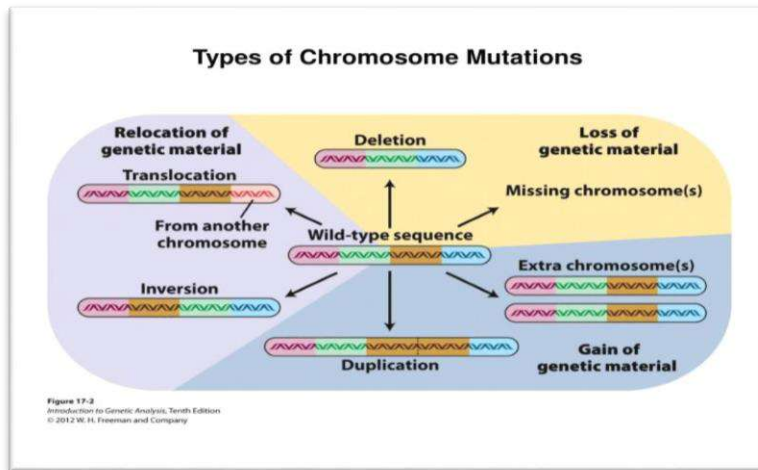 Types of Chromosome Mutations
Relocation of
genetic material
Translocation
From another
chromosome
Inversion
Deletion
Loss of
genetic material
Missing chromosome(s)
Wild-type sequence
Extra chromosome(s)
Gain of
genetic material
Duplication
Figure 17-2
Introduction to Genetic Analysis, Tenth Edition
© 2012 W. H. Freeman and Company